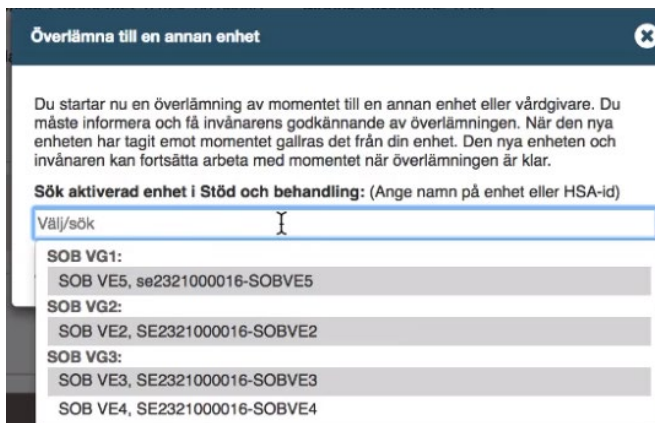 Överlämna till en annan enhet
Du startar nu en överlämning av momentet till en annan enhet eller vårdgivare. Du
måste informera och få invånarens godkännande av överlämningen. När den nya
enheten har tagit emot momentet gallras det från din enhet. Den nya enheten och
invånaren kan fortsätta arbeta med momentet när överlämningen är klar.
Sök aktiverad enhet i Stöd och behandling: (Ange namn på enhet eller HSA-id)
Välj/sök
SOB VG1:
SOB VE5, se2321000016-SOBVE5
SOB VG2:
SOB VE2, SE2321000016-SOBVE2
SOB VG3:
SOB VE3, SE2321000016-SOBVE3
SOB VE4, SE2321000016-SOBVE4